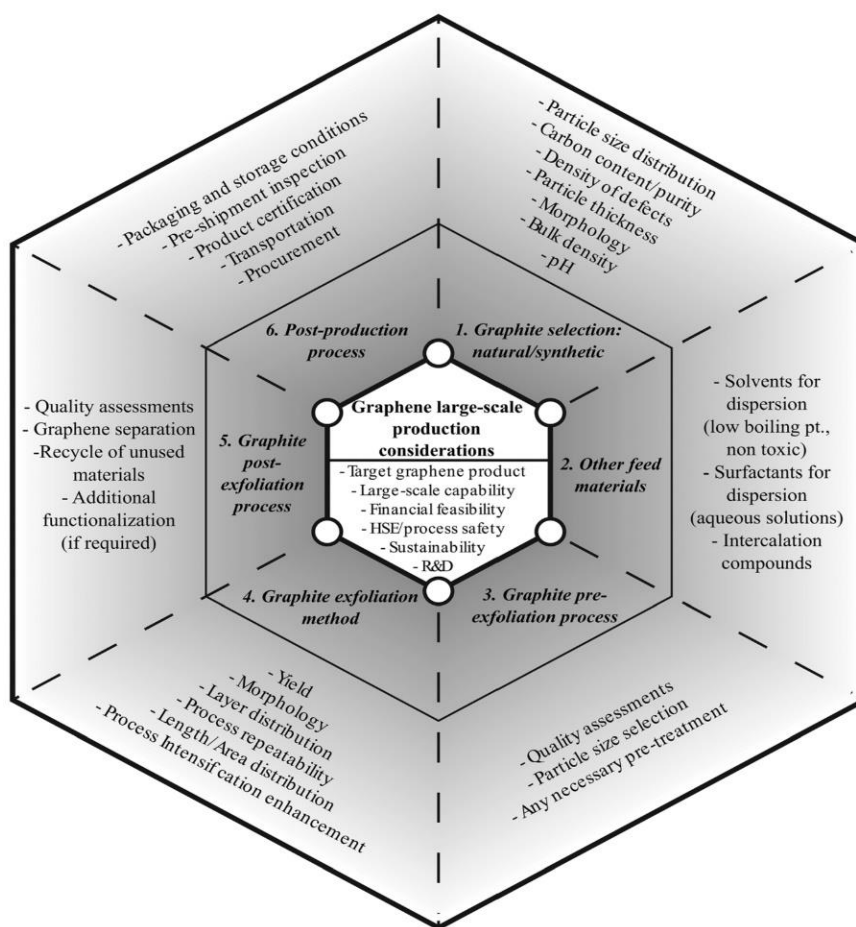 Graphene large-scale
production
considerations
- Target graphene product
- Large-scale capability
- Financial feasibility
- HSE/process safety
- Sustainability
- R&D
1. Graphite selection:
natural/synthetic
- Particle size distribution
- Carbon content/purity
- Density of defects
- Particle thickness
- Morphology
- Bulk density
- pH
2. Other feed
materials
- Solvents for
dispersion
(low boiling pt.,
non toxic)
- Surfactants for
dispersion
(aqueous solutions)
- Intercalation
compounds
3. Graphite pre-
exfoliation process
- Quality assessments
- Particle size selection
- Any necessary pre-treatment
4. Graphite exfoliation
method
- Yield
- Morphology
- Layer distribution
- Process repeatability
- Length/Area distribution
- Process Intensifcation enhancement
5. Graphite
post-
exfoliation
process
- Quality assessments
- Graphene separation
-Recycle of unused
materials
- Additional
functionalization
(if required)
6. Post-production
process
- Packaging and storage conditions
- Pre-shipment inspection
- Product certification
- Transportation
- Procurement